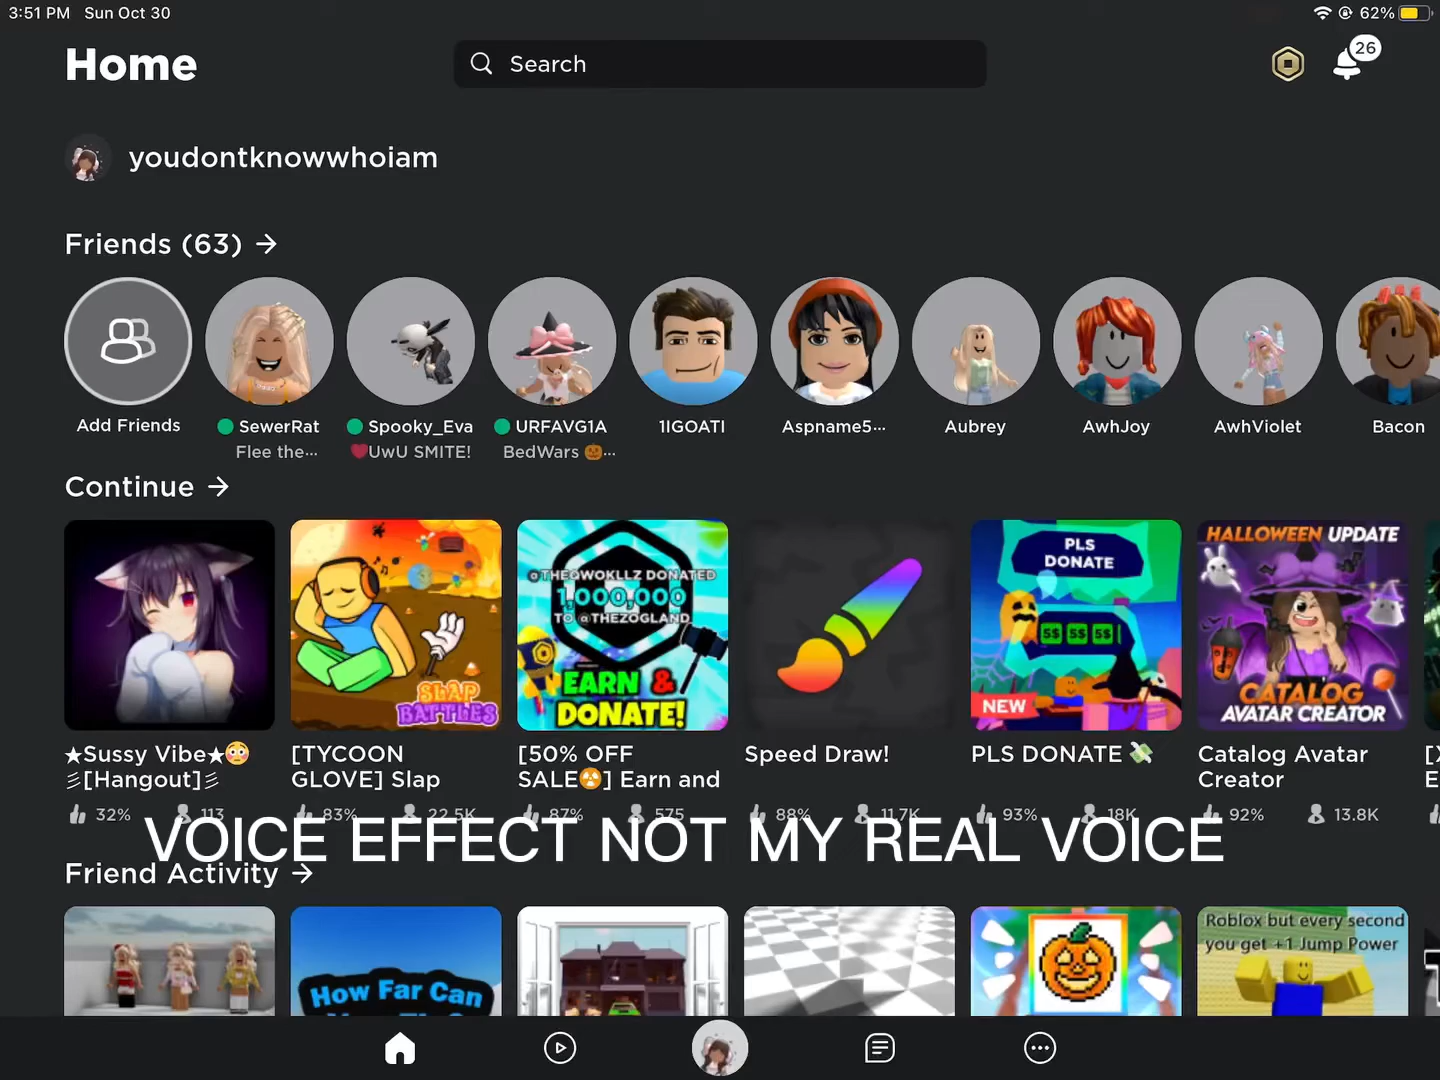 3:51 PM Sun Oct 30
62%
Home
Search
26
youdontknowwhoiam
Friends (63) →
Add Friends
SewerRat
Flee the...
Spooky_Eva
❤UwU SMITE!
URFAVG1A
BedWars 🎃...
1IGOATI
Aspname5...
Aubrey
AwhJoy
AwhViolet
Bacon
Continue →
SLAP
BATTLES
@THEQWOKLLZ DONATED
1,000,000
TO @THEZOGLAND
EARN &
DONATE!
PLS
DONATE
5$ 5$ 5$
NEW
HALLOWEEN UPDATE
CATALOG
AVATAR CREATOR
★Sussy Vibe★😳
彡[Hangout]彡
32% 113
[TYCOON
GLOVE] Slap
83% 22.5K
[50% OFF
SALE☢] Earn and
87% 575
Speed Draw!
88% 11.7K
PLS DONATE 💸
93% 18K
Catalog Avatar
Creator
92% 13.8K
VOICE EFFECT NOT MY REAL VOICE
Friend Activity →
How Far Can
Roblox but every second
you get +1 Jump Power